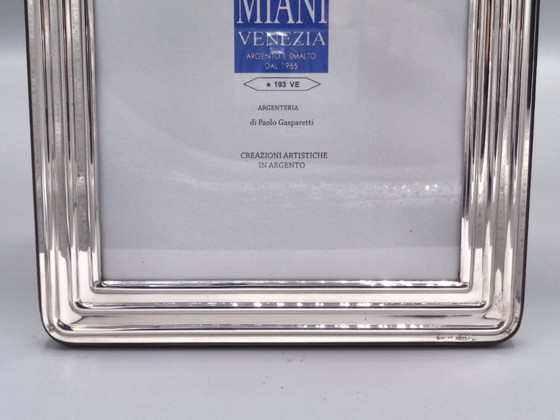 MIANI
VENEZIA
ARGENTO E SMALTO
DAL 1965
★ 193 VE
ARGENTERIA
di Paolo Gasparetti
CREAZIONI ARTISTICHE
IN ARGENTO